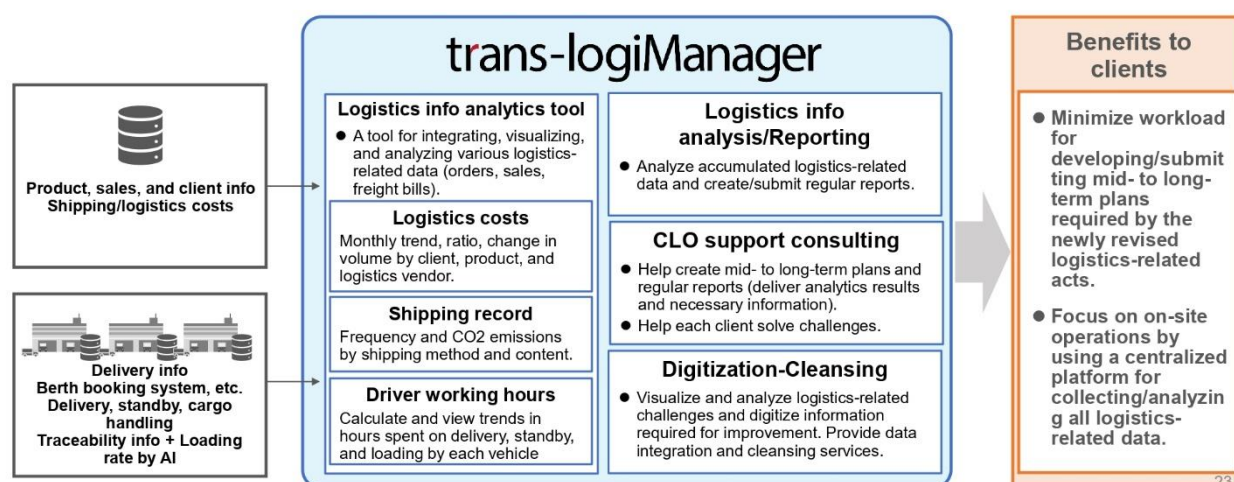 trans-logiManager
Product, sales, and client info
Shipping/logistics costs
Delivery info
Berth booking system, etc.
Delivery, standby, cargo
handling
Traceability info + Loading
rate by AI
Logistics info analytics tool
● A tool for integrating, visualizing,
and analyzing various logistics-
related data (orders, sales,
freight bills).
Logistics costs
Monthly trend, ratio, change in
volume by client, product, and
logistics vendor.
Shipping record
Frequency and CO2 emissions
by shipping method and content.
Driver working hours
Calculate and view trends in
hours spent on delivery, standby,
and loading by each vehicle
Logistics info
analysis/Reporting
● Analyze accumulated logistics-related
data and create/submit regular reports.
CLO support consulting
● Help create mid- to long-term plans and
regular reports (deliver analytics results
and necessary information).
● Help each client solve challenges.
Digitization-Cleansing
● Visualize and analyze logistics-related
challenges and digitize information
required for improvement. Provide data
integration and cleansing services.
Benefits to
clients
● Minimize workload
for
developing/submit
ting mid- to long-
term plans
required by the
newly revised
logistics-related
acts.
● Focus on on-site
operations by
using a centralized
platform for
collecting/analyzin
g all logistics-
related data.
23